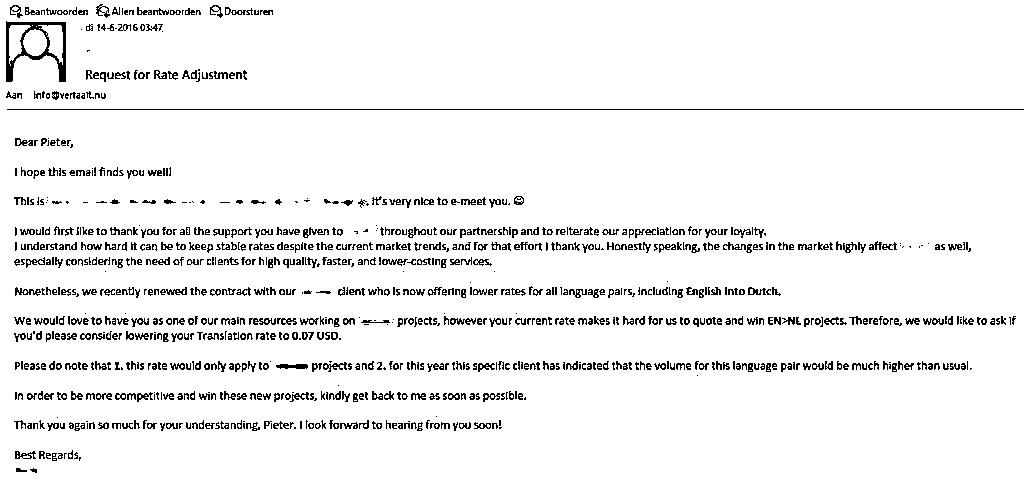 Beantwoorden Allen beantwoorden Doorsturen
di 14-6-2016 03:47
Request for Rate Adjustment
Aan info@vertaalt.nu
Dear Pieter,
I hope this email finds you well!
This is it's very nice to e-meet you. ☺
I would first like to thank you for all the support you have given to throughout our partnership and to reiterate our appreciation for your loyalty.
I understand how hard it can be to keep stable rates despite the current market trends, and for that effort I thank you. Honestly speaking, the changes in the market highly affect as well,
especially considering the need of our clients for high quality, faster, and lower-costing services.
Nonetheless, we recently renewed the contract with our client who is now offering lower rates for all language pairs, including English into Dutch.
We would love to have you as one of our main resources working on projects, however your current rate makes it hard for us to quote and win EN>NL projects. Therefore, we would like to ask if
you'd please consider lowering your Translation rate to 0.07 USD.
Please do note that 1. this rate would only apply to projects and 2. for this year this specific client has indicated that the volume for this language pair would be much higher than usual.
In order to be more competitive and win these new projects, kindly get back to me as soon as possible.
Thank you again so much for your understanding, Pieter. I look forward to hearing from you soon!
Best Regards,